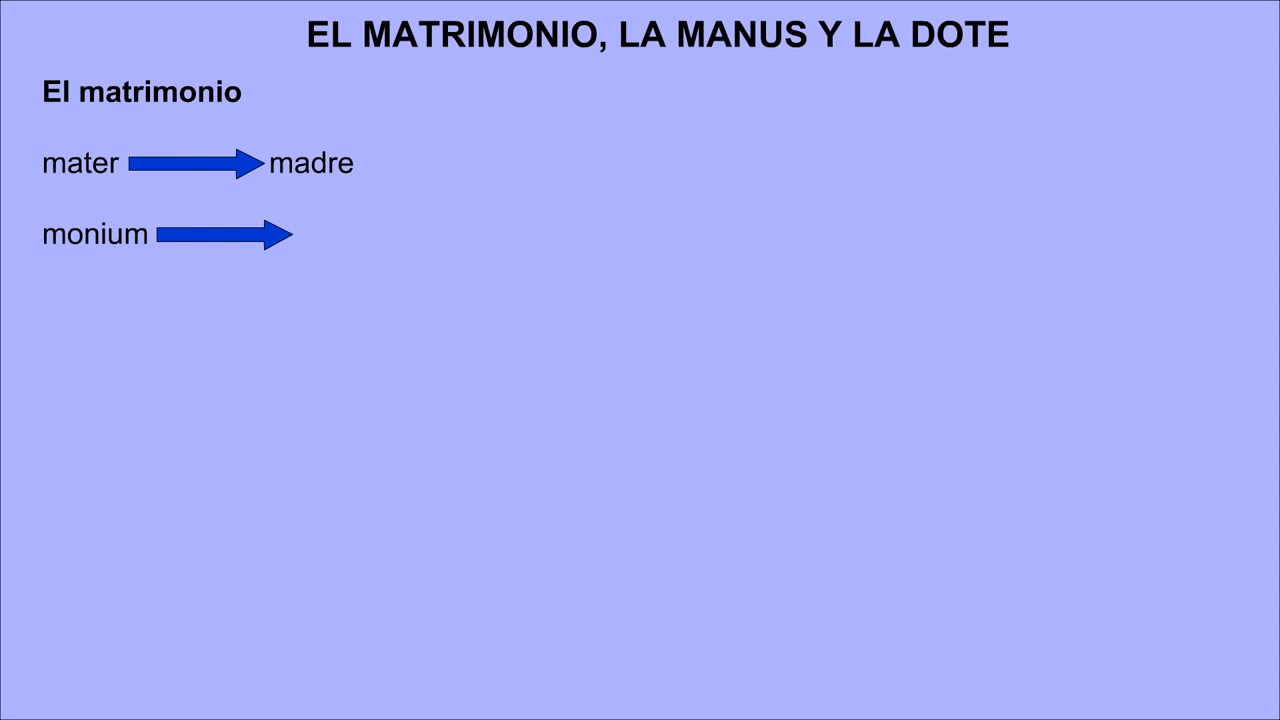 EL MATRIMONIO, LA MANUS Y LA DOTE
El matrimonio
mater madre
monium